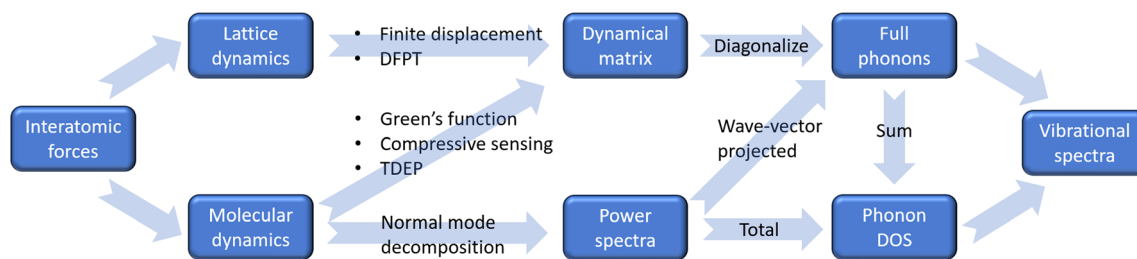 Interatomic
forces
Lattice
dynamics
• Finite displacement
• DFPT
Dynamical
matrix
Diagonalize
Full
phonons
• Green's function
• Compressive sensing
• TDEP
Wave-vector
projected
Sum
Vibrational
spectra
Molecular
dynamics
Normal mode
decomposition
Power
spectra
Total
Phonon
DOS